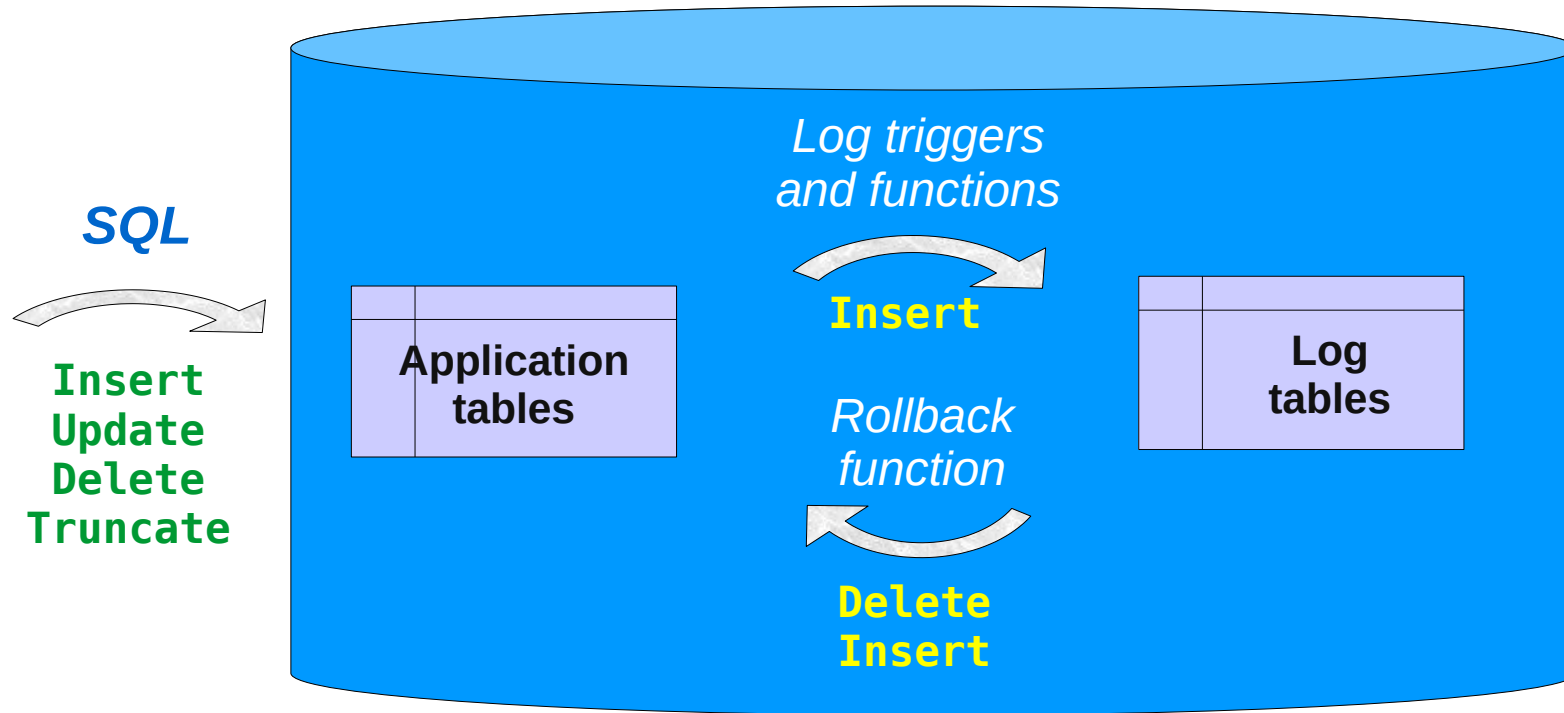 SQL
Insert
Update
Delete
Truncate
Application
tables
Log triggers
and functions
Insert
Rollback
function
Delete
Insert
Log
tables